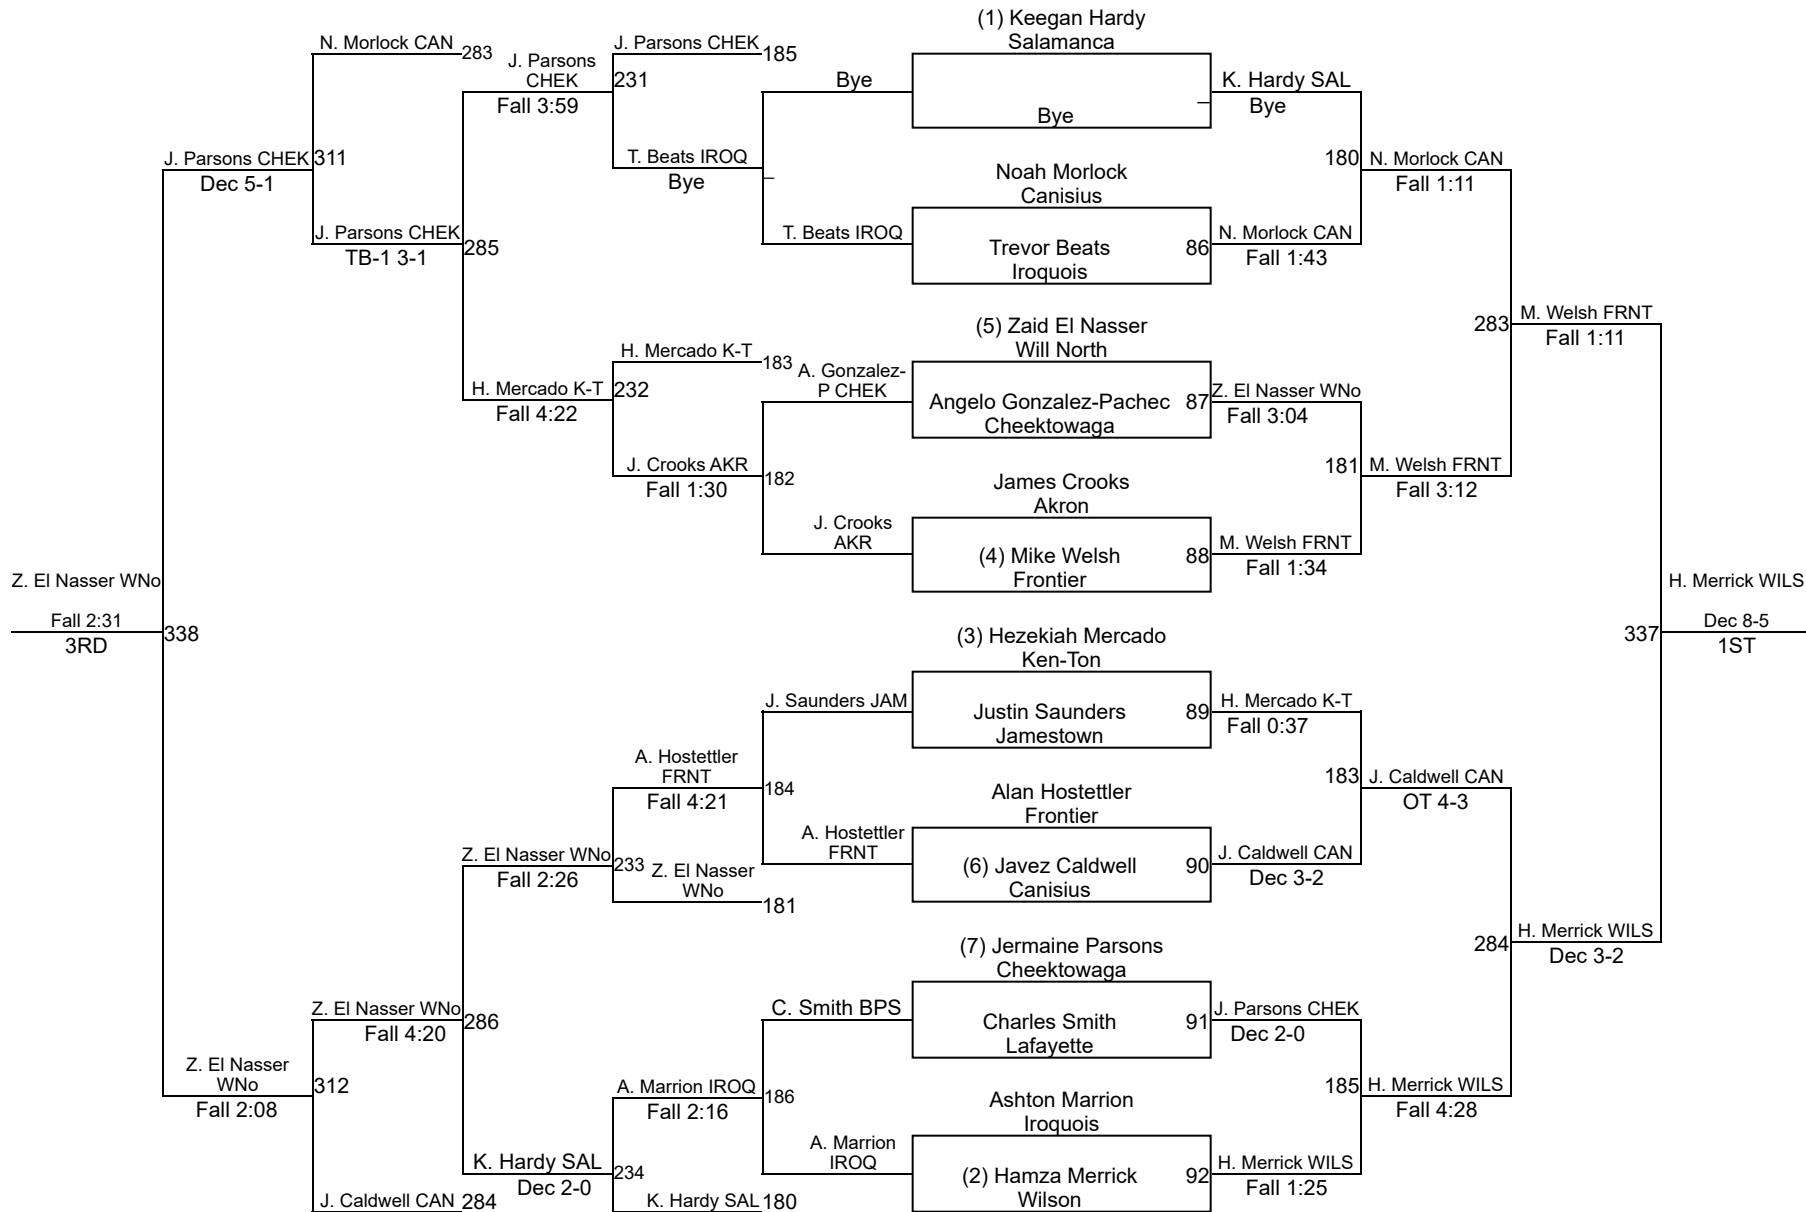 (1) Keegan Hardy
Salamanca
Bye
Noah Morlock
Canisius
Trevor Beats
Iroquois
86
(5) Zaid El Nasser
Will North
Angelo Gonzalez-Pachec
Cheektowaga
87
James Crooks
Akron
(4) Mike Welsh
Frontier
88
(3) Hezekiah Mercado
Ken-Ton
Justin Saunders
Jamestown
89
Alan Hostettler
Frontier
(6) Javez Caldwell
Canisius
90
(7) Jermaine Parsons
Cheektowaga
Charles Smith
Lafayette
91
Ashton Marrion
Iroquois
(2) Hamza Merrick
Wilson
92
K. Hardy SAL
Bye
180
N. Morlock CAN
Fall 1:43
Z. El Nasser WNo
Fall 3:04
181
M. Welsh FRNT
Fall 1:34
H. Mercado K-T
Fall 0:37
183
J. Caldwell CAN
Dec 3-2
J. Parsons CHEK
Dec 2-0
185
H. Merrick WILS
Fall 1:25
N. Morlock CAN
Fall 1:11
283
M. Welsh FRNT
Fall 3:12
J. Caldwell CAN
OT 4-3
284
H. Merrick WILS
Fall 4:28
M. Welsh FRNT
Fall 1:11
337
H. Merrick WILS
Dec 3-2
H. Merrick WILS
Dec 8-5
1ST
Bye
T. Beats IROQ
A. Gonzalez-
P CHEK
182
J. Crooks
AKR
J. Saunders JAM
184
A. Hostettler
FRNT
C. Smith BPS
186
A. Marrion
IROQ
J. Parsons CHEK
185
231
T. Beats IROQ
Bye
H. Mercado K-T
183
232
J. Crooks AKR
Fall 1:30
A. Hostettler
FRNT
Fall 4:21
233
Z. El Nasser
WNo
181
A. Marrion IROQ
Fall 2:16
234
K. Hardy SAL
180
J. Parsons
CHEK
Fall 3:59
285
H. Mercado K-T
Fall 4:22
Z. El Nasser WNo
Fall 2:26
286
K. Hardy SAL
Dec 2-0
N. Morlock CAN
283
311
J. Parsons CHEK
TB-1 3-1
Z. El Nasser WNo
Fall 4:20
312
J. Caldwell CAN
284
J. Parsons CHEK
Dec 5-1
338
Z. El Nasser
WNo
Fall 2:08
Z. El Nasser WNo
Fall 2:31
3RD